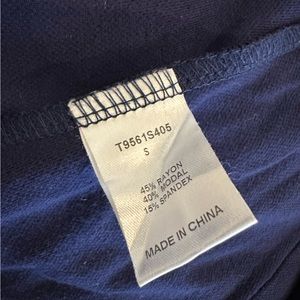 T9561S405
S
45% RAYON
40% MODAL
15% SPANDEX
MADE IN CHINA